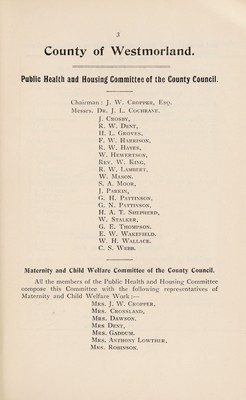 3
County of Westmorland.
Public Health and Housing Committee of the County Council.
Chairman: J. W. CROPPER, ESQ.
Messrs. DR. J. L. COCHRANE.
J. CROSBY,
R. W. DENT,
H. L. GROVES,
F. W. HARRISON,
R. W. HAYES,
W. HEWERTSON,
REV. W. KING,
R. W. LAMBERT,
W. MASON.
S. A. MOOR,
J. PARKIN,
G. H. PATTINSON.
G. N. PATTINSON,
H. A. T. SHEPHERD,
W. STALKER,
G. E. THOMPSON.
E. W. WAKEFIELD.
W. H. WALLACE.
C. S. WEBB.
Maternity and Child Welfare Committee of the County Council.
All the members of the Public Health and Housing Committee
compose this Committee with the following representatives of
Maternity and Child Welfare Work:—
MRS. J. W. CROPPER,
MRS. CROSSLAND,
MRS. DAWSON.
MRS DENT,
MRS. GADDUM.
MRS. ANTHONY LOWTHER,
MRS. ROBINSON.